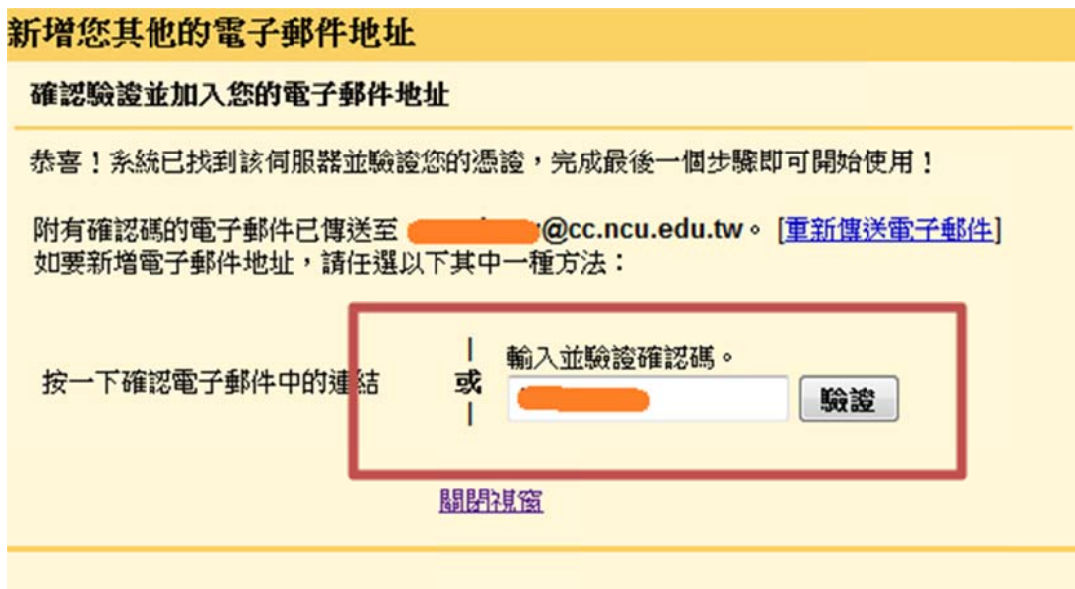 新增您其他的電子郵件地址
確認驗證並加入您的電子郵件地址
恭喜！系統已找到該伺服器並驗證您的憑證，完成最後一個步驟即可開始使用！
附有確認碼的電子郵件已傳送至 @cc.ncu.edu.tw。 [重新傳送電子郵件]
如要新增電子郵件地址，請任選以下其中一種方法：
按一下確認電子郵件中的連結
| 或 |
輸入並驗證確認碼。
驗證
關閉視窗